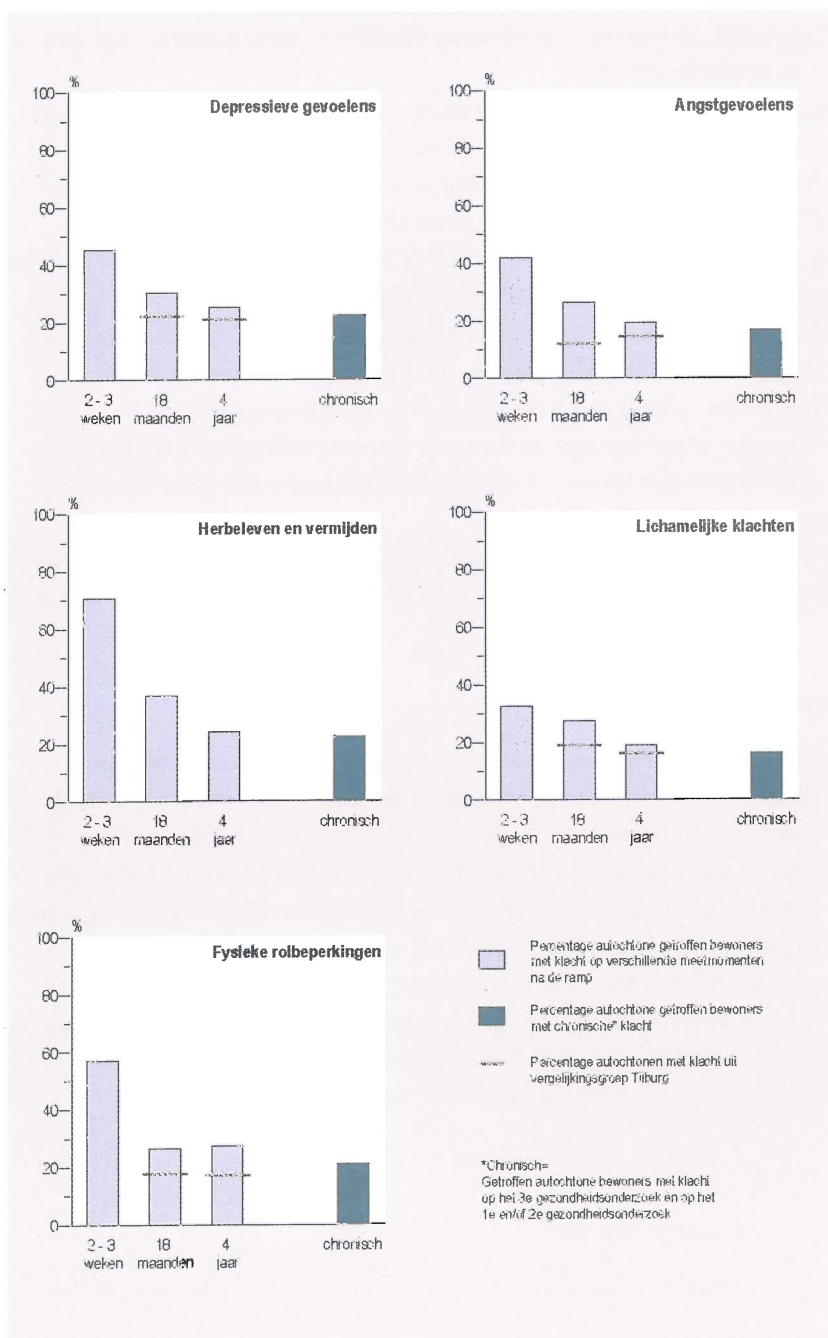 %
100
80
60
40
20
0
Depressieve gevoelens
2 - 3 18 4 chronisch
weken maanden jaar
%
100
80
60
40
20
0
Angstgevoelens
2 - 3 18 4 chronisch
weken maanden jaar
%
100
80
60
40
20
0
Herbeleven en vermijden
2 - 3 18 4 chronisch
weken maanden jaar
%
100
80
60
40
20
0
Lichamelijke klachten
2 - 3 18 4 chronisch
weken maanden jaar
%
100
80
60
40
20
0
Fysieke rolbeperkingen
2 - 3 18 4 chronisch
weken maanden jaar
Percentage autochtone getroffen bewoners
met klacht op verschillende meetmomenten
na de ramp
Percentage autochtone getroffen bewoners
met chronische* klacht
Percentage autochtonen met klacht uit
vergelijkingsgroep Tilburg
*Chronisch=
Getroffen autochtone bewoners met klacht
op het 3e gezondheidsonderzoek en op het
1e en/of 2e gezondheidsonderzoek